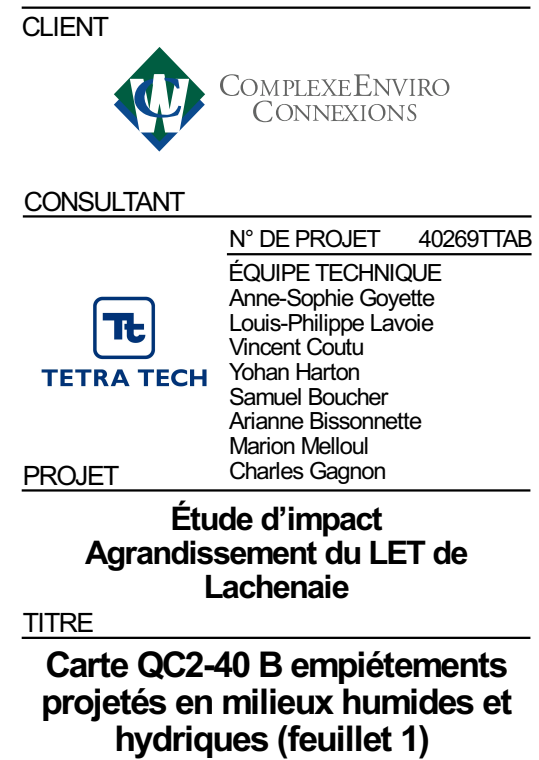 CLIENT
CW
COMPLEXEENVIRO
CONNEXIONS
CONSULTANT
N° DE PROJET 40269TTAB
ÉQUIPE TECHNIQUE
Anne-Sophie Goyette
Louis-Philippe Lavoie
Vincent Coutu
Yohan Harton
Samuel Boucher
Arianne Bissonnette
Marion Melloul
Charles Gagnon
Tt
TETRA TECH
PROJET
Étude d’impact
Agrandissement du LET de
Lachenaie
TITRE
Carte QC2-40 B empiétements
projetés en milieux humides et
hydriques (feuillet 1)